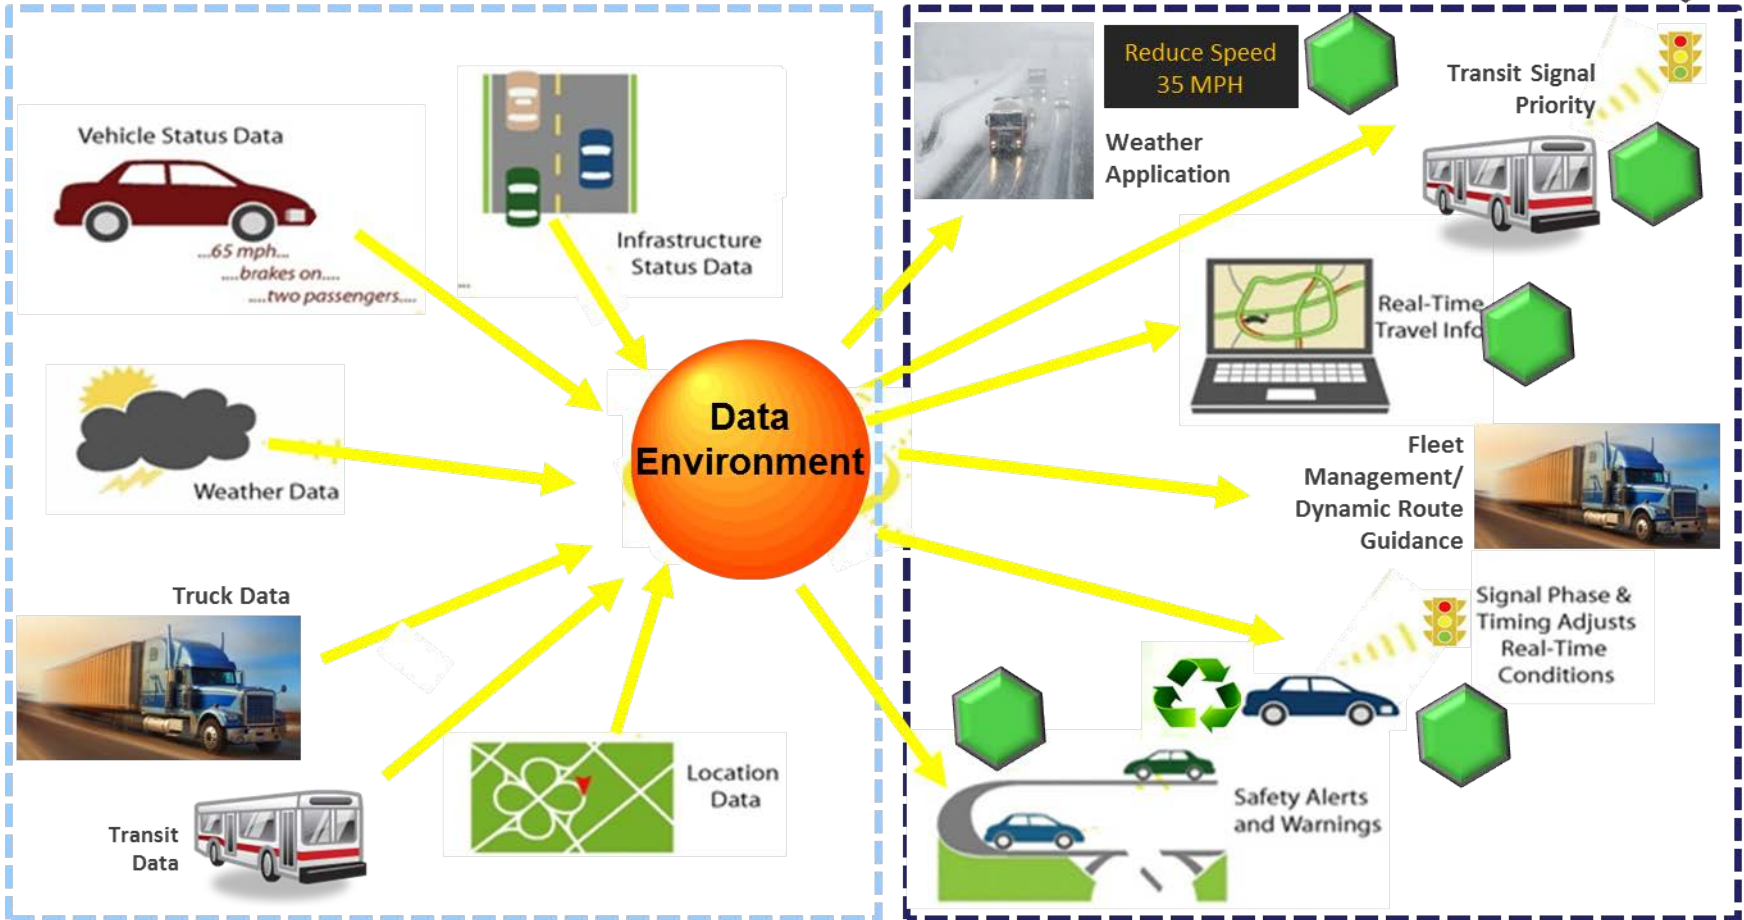 Vehicle Status Data
...65 mph...
....brakes on....
....two passengers....
Infrastructure
Status Data
...
Weather Data
Truck Data
Transit
Data
Location
Data
Data
Environment
Reduce Speed
35 MPH
Weather
Application
Transit Signal
Priority
Real-Time
Travel Info
Fleet
Management/
Dynamic Route
Guidance
Signal Phase &
Timing Adjusts
Real-Time
Conditions
Safety Alerts
and Warnings